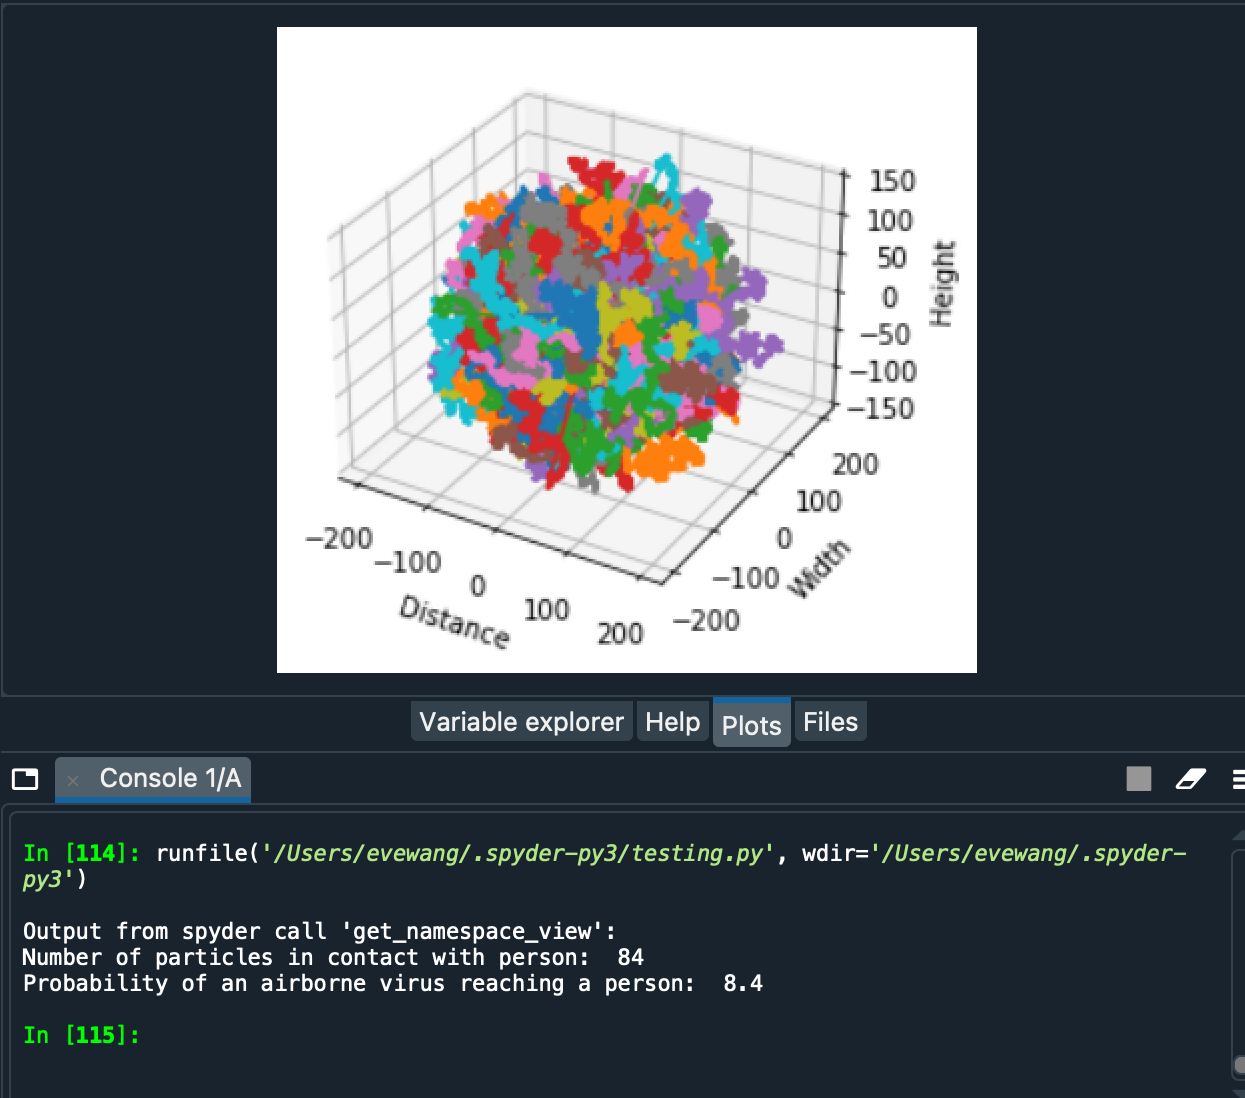 150
100
50
0
−50
−100
−150
Height
200
100
0
−100
−200
Width
−200
−100
0
100
200
Distance
Variable explorer Help Plots Files
× Console 1/A
In [114]: runfile('/Users/evewang/.spyder-py3/testing.py', wdir='/Users/evewang/.spyder-
py3')
Output from spyder call 'get_namespace_view':
Number of particles in contact with person:  84
Probability of an airborne virus reaching a person:  8.4
In [115]: